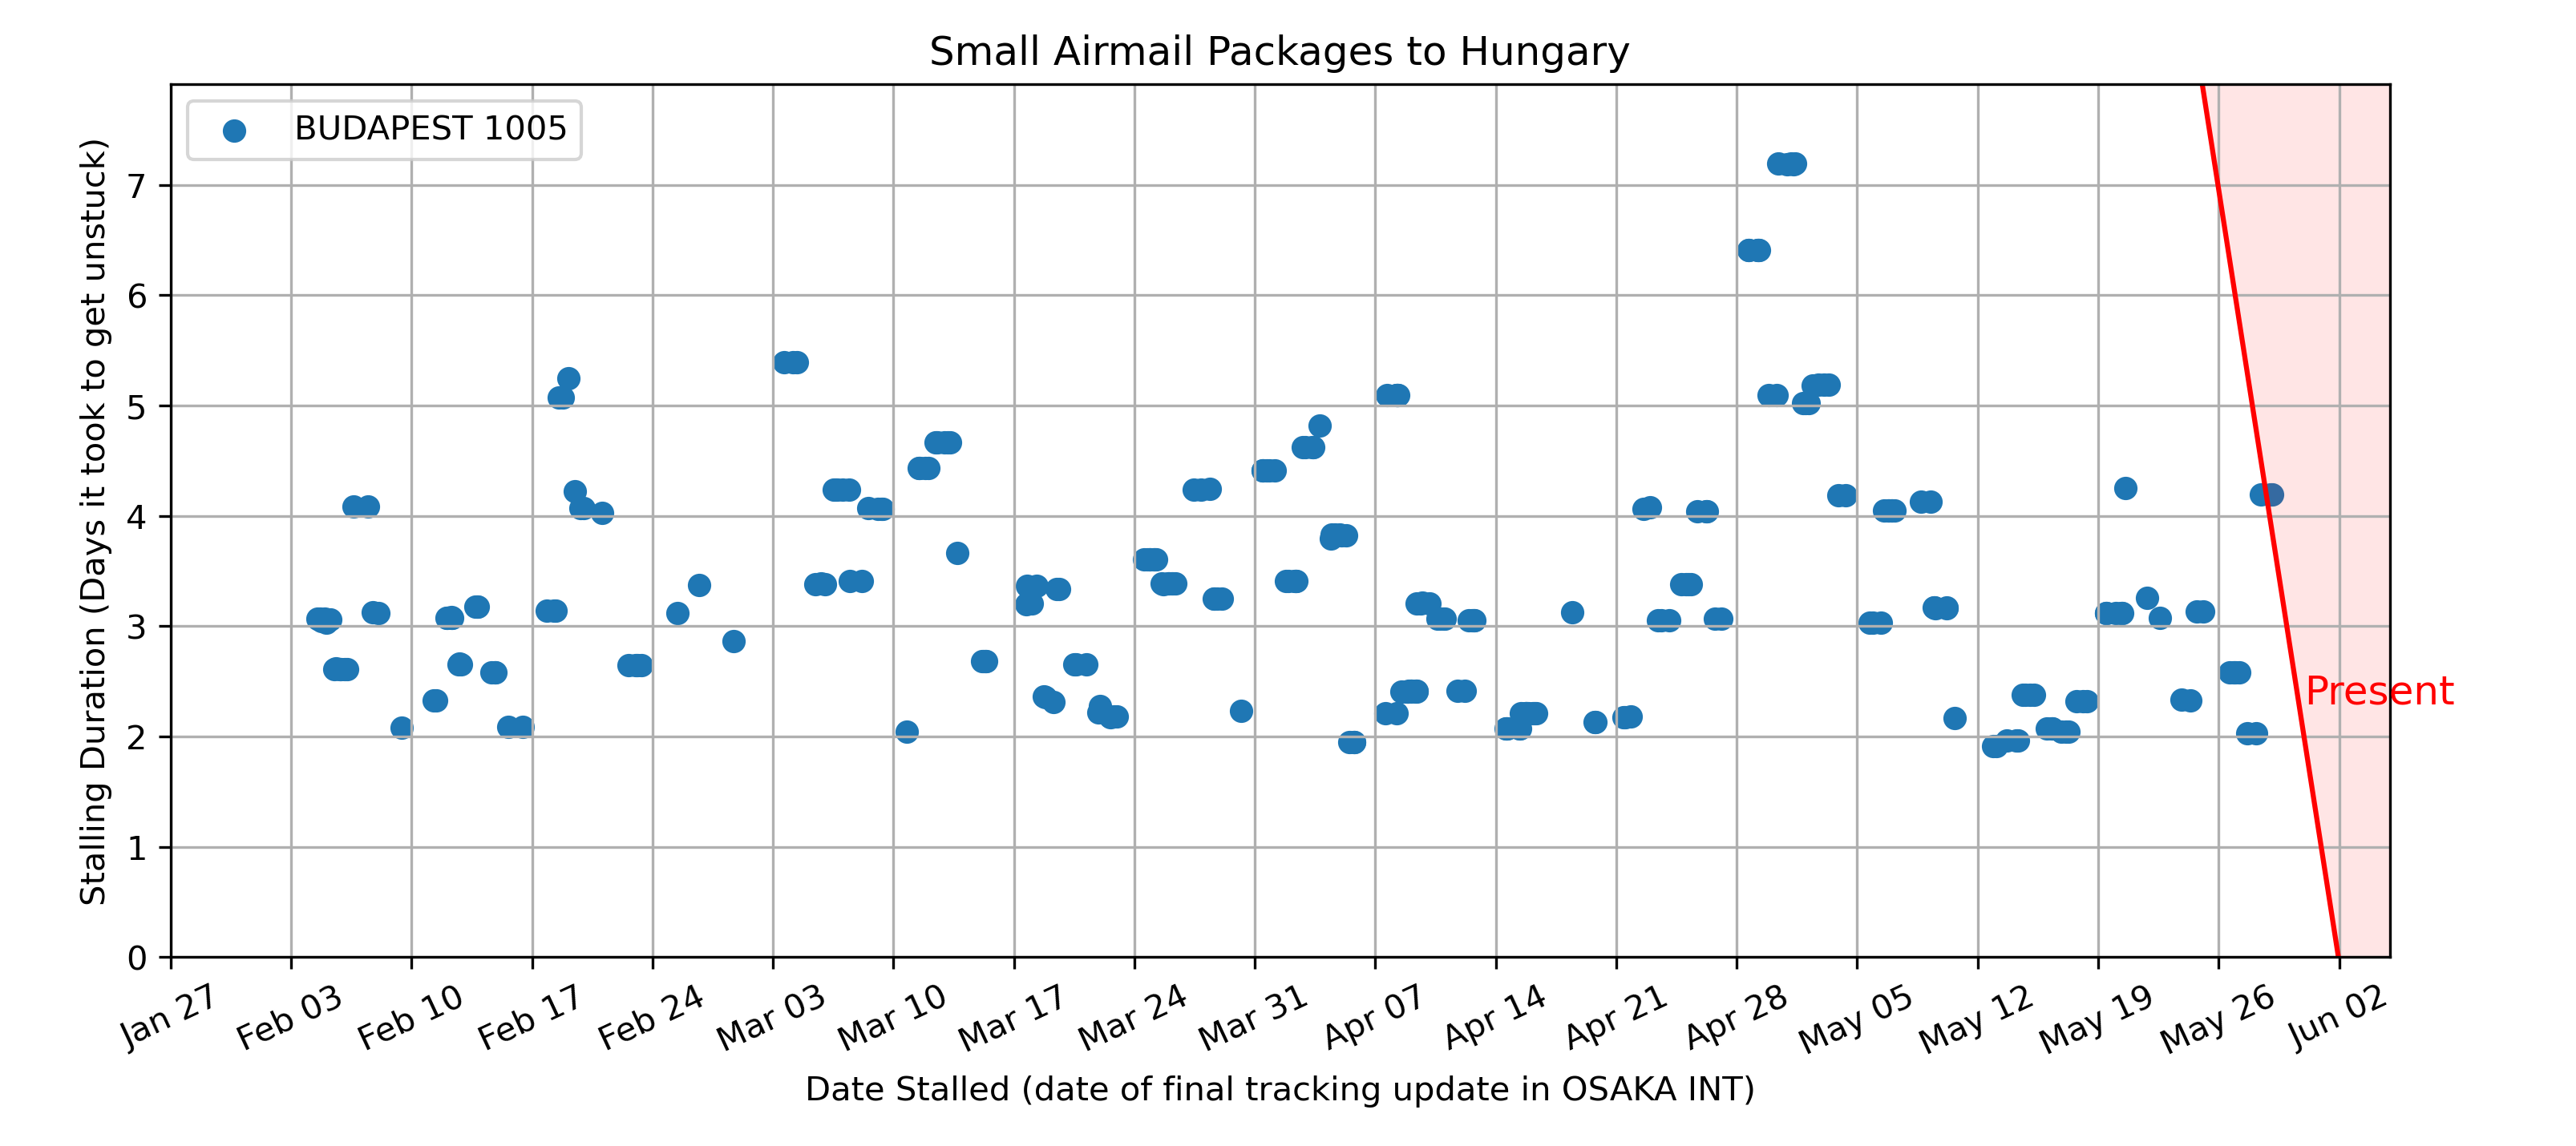 Small Airmail Packages to Hungary
BUDAPEST 1005
Stalling Duration (Days it took to get unstuck)
7
6
5
4
3
2
1
0
Present
Jan 27 Feb 03 Feb 10 Feb 17 Feb 24 Mar 03 Mar 10 Mar 17 Mar 24 Mar 31 Apr 07 Apr 14 Apr 21 Apr 28 May 05 May 12 May 19 May 26 Jun 02
Date Stalled (date of final tracking update in OSAKA INT)